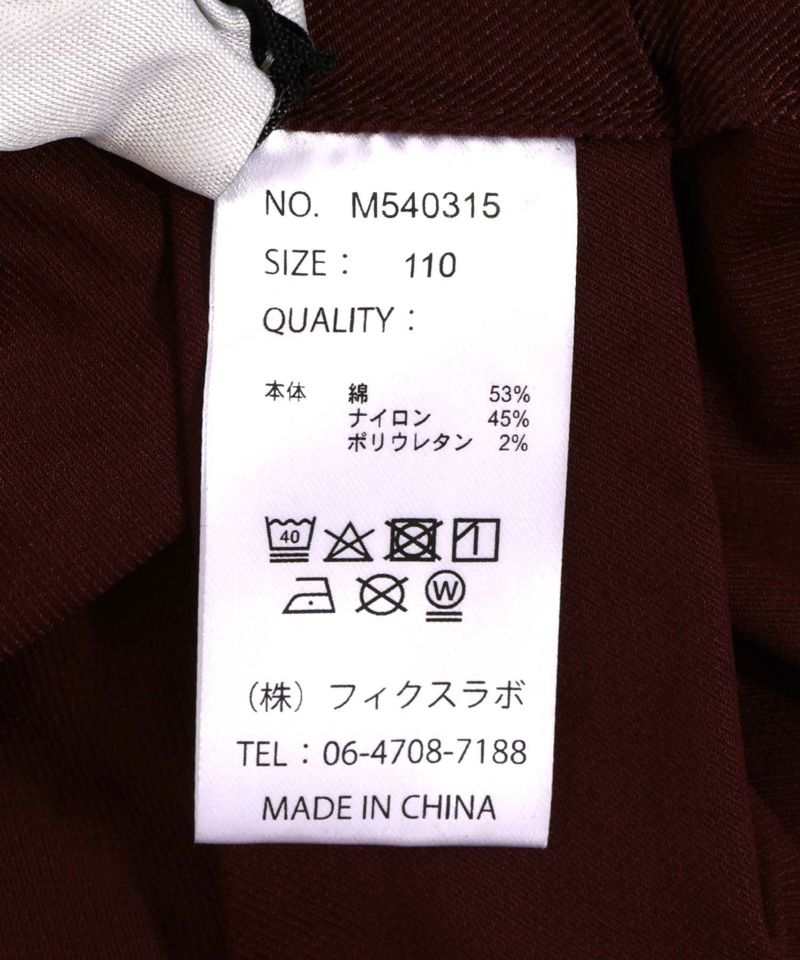 NO. M540315
SIZE： 110
QUALITY：
本体 綿 53%
ナイロン 45%
ポリウレタン 2%
40
W
（株）フィクスラボ
TEL：06-4708-7188
MADE IN CHINA